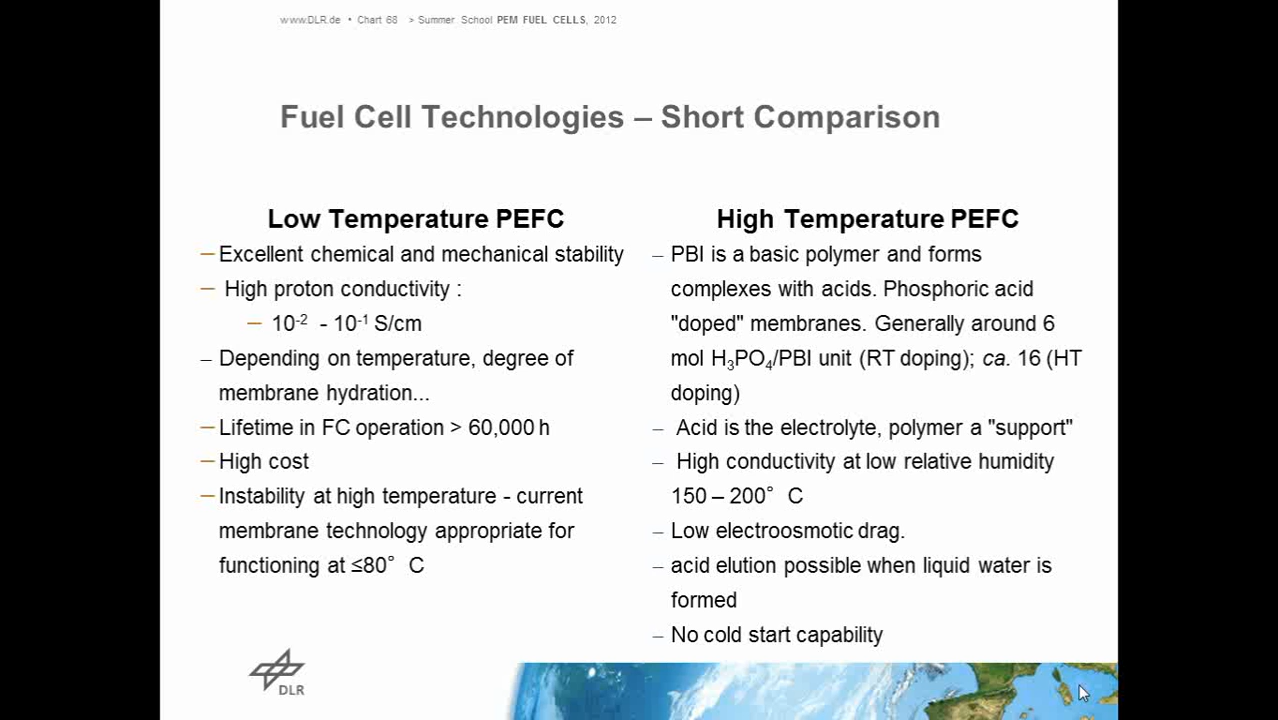 www.DLR.de • Chart 68 > Summer School PEM FUEL CELLS, 2012
Fuel Cell Technologies – Short Comparison
Low Temperature PEFC
– Excellent chemical and mechanical stability
– High proton conductivity :
– 10⁻² - 10⁻¹ S/cm
– Depending on temperature, degree of
membrane hydration...
– Lifetime in FC operation > 60,000 h
– High cost
– Instability at high temperature - current
membrane technology appropriate for
functioning at ≤80° C
High Temperature PEFC
– PBI is a basic polymer and forms
complexes with acids. Phosphoric acid
"doped" membranes. Generally around 6
mol H₃PO₄/PBI unit (RT doping); ca. 16 (HT
doping)
– Acid is the electrolyte, polymer a "support"
– High conductivity at low relative humidity
150 – 200° C
– Low electroosmotic drag.
– acid elution possible when liquid water is
formed
– No cold start capability
DLR